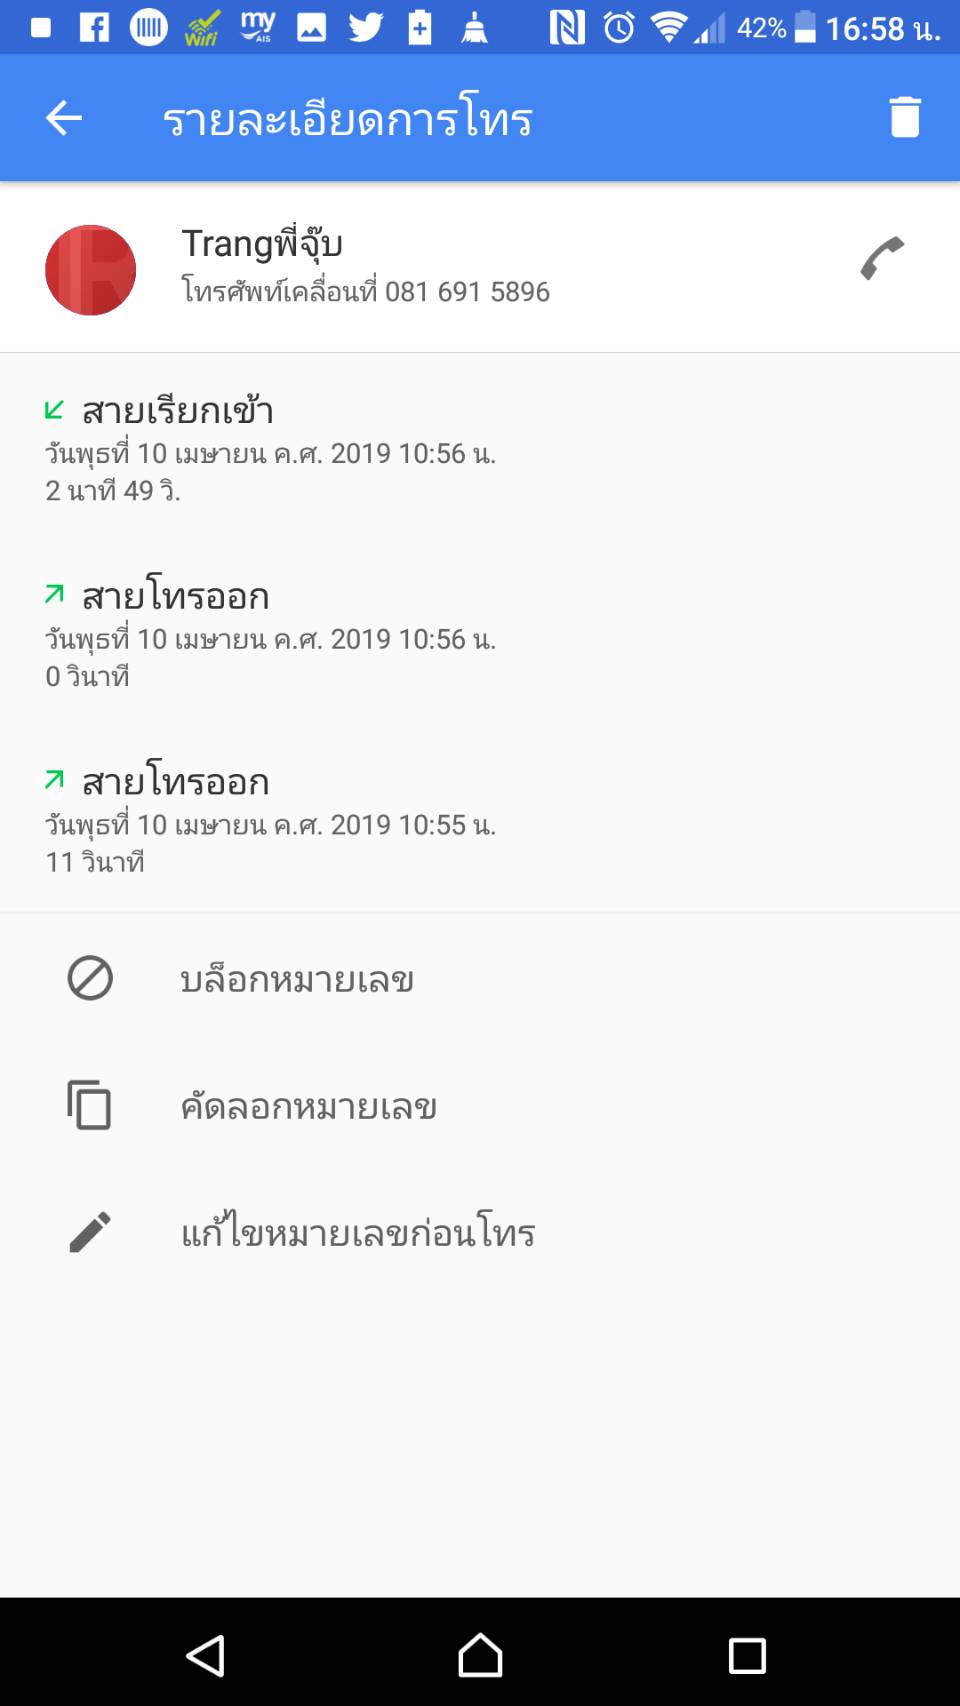 Wifi
my
AIS
42%
16:58 น.
รายละเอียดการโทร
Trangพี่จุ๊บ
โทรศัพท์เคลื่อนที่ 081 691 5896
สายเรียกเข้า
วันพุธที่ 10 เมษายน ค.ศ. 2019 10:56 น.
2 นาที 49 วิ.
สายโทรออก
วันพุธที่ 10 เมษายน ค.ศ. 2019 10:56 น.
0 วินาที
สายโทรออก
วันพุธที่ 10 เมษายน ค.ศ. 2019 10:55 น.
11 วินาที
บล็อกหมายเลข
คัดลอกหมายเลข
แก้ไขหมายเลขก่อนโทร